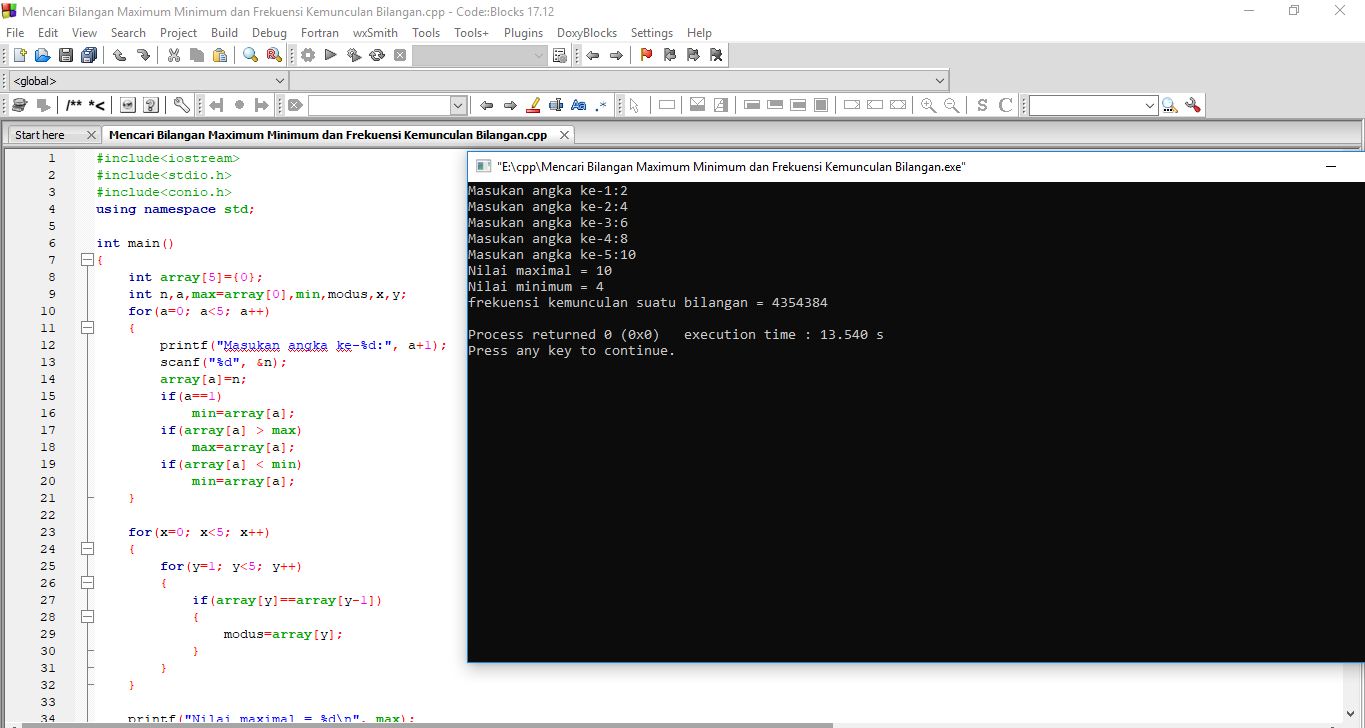 Mencari Bilangan Maximum Minimum dan Frekuensi Kemunculan Bilangan.cpp - Code::Blocks 17.12
File Edit View Search Project Build Debug Fortran wxSmith Tools Tools+ Plugins DoxyBlocks Settings Help
<global>
/** *<
Aa .*
S C
Start here Mencari Bilangan Maximum Minimum dan Frekuensi Kemunculan Bilangan.cpp
1 #include<iostream>
2 #include<stdio.h>
3 #include<conio.h>
4 using namespace std;
5
6 int main()
7 {
8 int array[5]={0};
9 int n,a,max=array[0],min,modus,x,y;
10 for(a=0; a<5; a++)
11 {
12 printf("Masukan angka ke-%d:", a+1);
13 scanf("%d", &n);
14 array[a]=n;
15 if(a==1)
16 min=array[a];
17 if(array[a] > max)
18 max=array[a];
19 if(array[a] < min)
20 min=array[a];
21 }
22
23 for(x=0; x<5; x++)
24 {
25 for(y=1; y<5; y++)
26 {
27 if(array[y]==array[y-1])
28 {
29 modus=array[y];
30 }
31 }
32 }
33
34 printf("Nilai maximal = %d\n", max);
"E:\cpp\Mencari Bilangan Maximum Minimum dan Frekuensi Kemunculan Bilangan.exe"
Masukan angka ke-1:2
Masukan angka ke-2:4
Masukan angka ke-3:6
Masukan angka ke-4:8
Masukan angka ke-5:10
Nilai maximal = 10
Nilai minimum = 4
frekuensi kemunculan suatu bilangan = 4354384
Process returned 0 (0x0) execution time : 13.540 s
Press any key to continue.